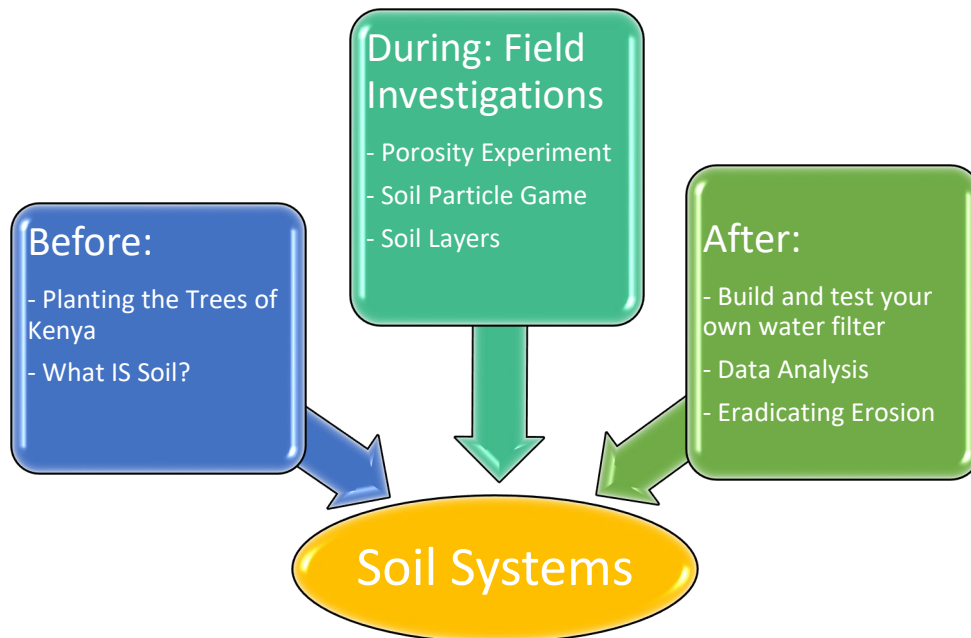 Before:
- Planting the Trees of
Kenya
- What IS Soil?
During: Field
Investigations
- Porosity Experiment
- Soil Particle Game
- Soil Layers
After:
- Build and test your
own water filter
- Data Analysis
- Eradicating Erosion
Soil Systems